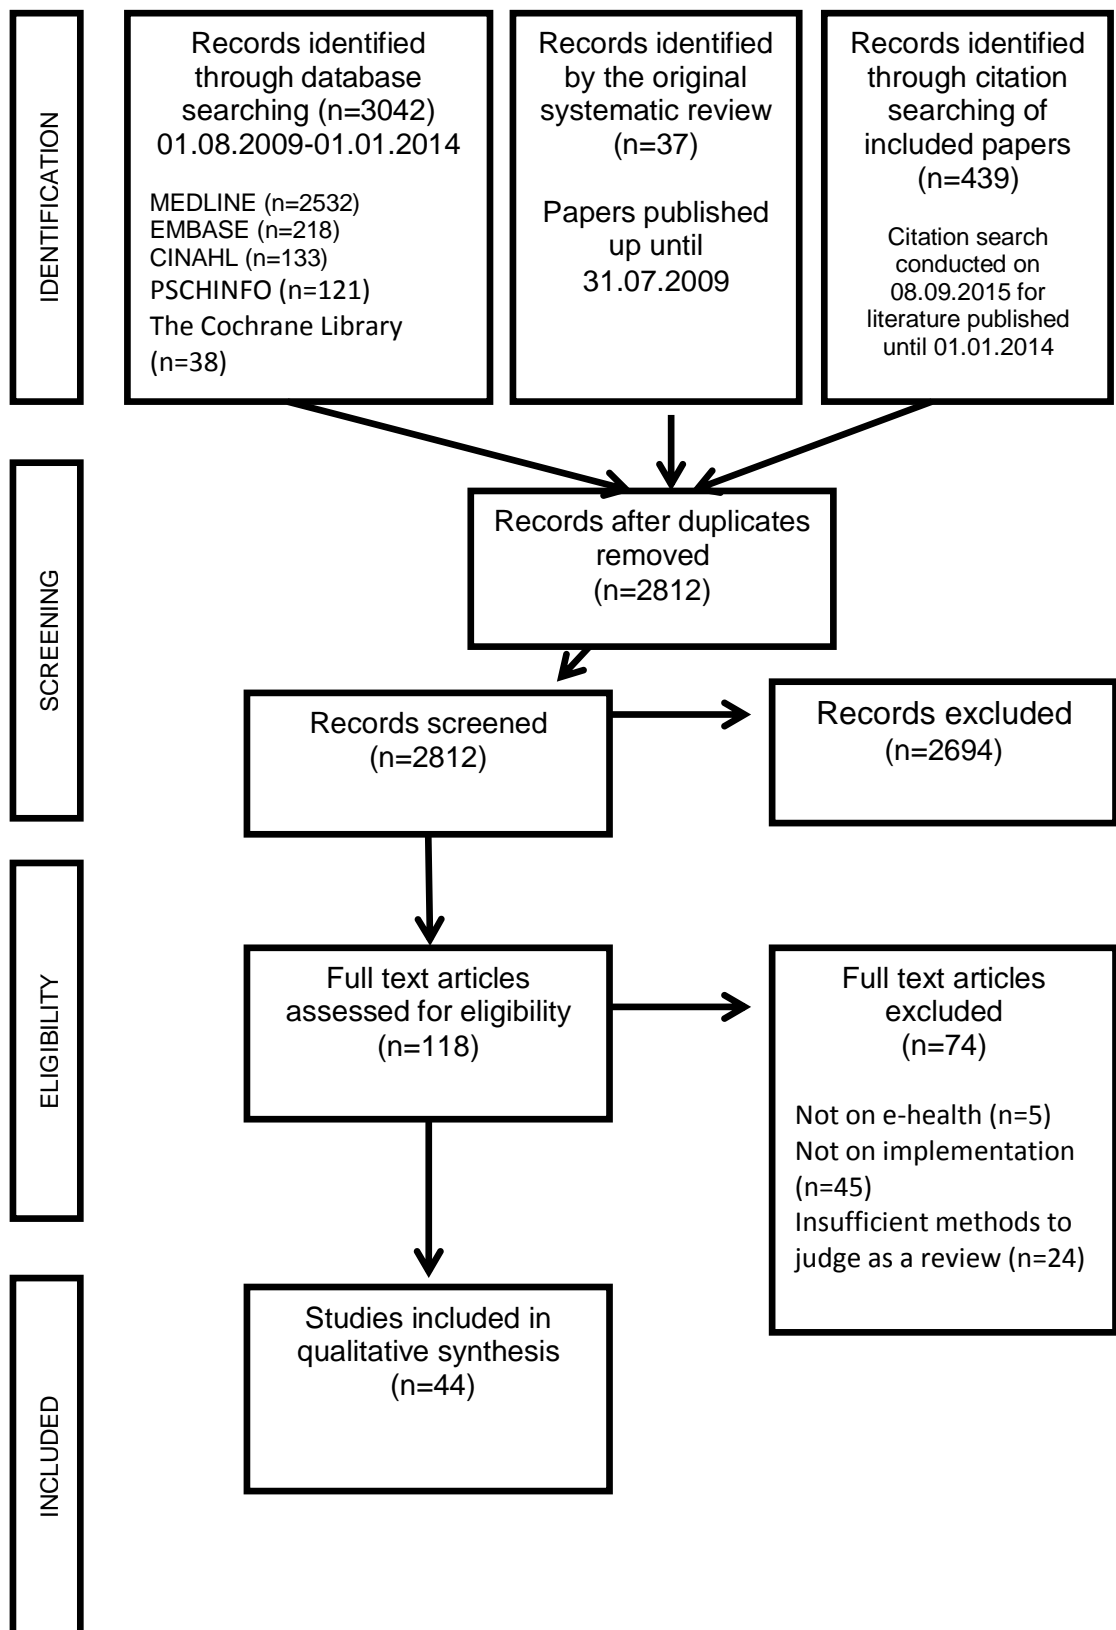 IDENTIFICATION
Records identified
through database
searching (n=3042)
01.08.2009-01.01.2014
MEDLINE (n=2532)
EMBASE (n=218)
CINAHL (n=133)
PSCHINFO (n=121)
The Cochrane Library
(n=38)
Records identified
by the original
systematic review
(n=37)
Papers published
up until
31.07.2009
Records identified
through citation
searching of
included papers
(n=439)
Citation search
conducted on
08.09.2015 for
literature published
until 01.01.2014
SCREENING
Records after duplicates
removed
(n=2812)
Records screened
(n=2812)
Records excluded
(n=2694)
ELIGIBILITY
Full text articles
assessed for eligibility
(n=118)
Full text articles
excluded
(n=74)
Not on e-health (n=5)
Not on implementation
(n=45)
Insufficient methods to
judge as a review (n=24)
INCLUDED
Studies included in
qualitative synthesis
(n=44)